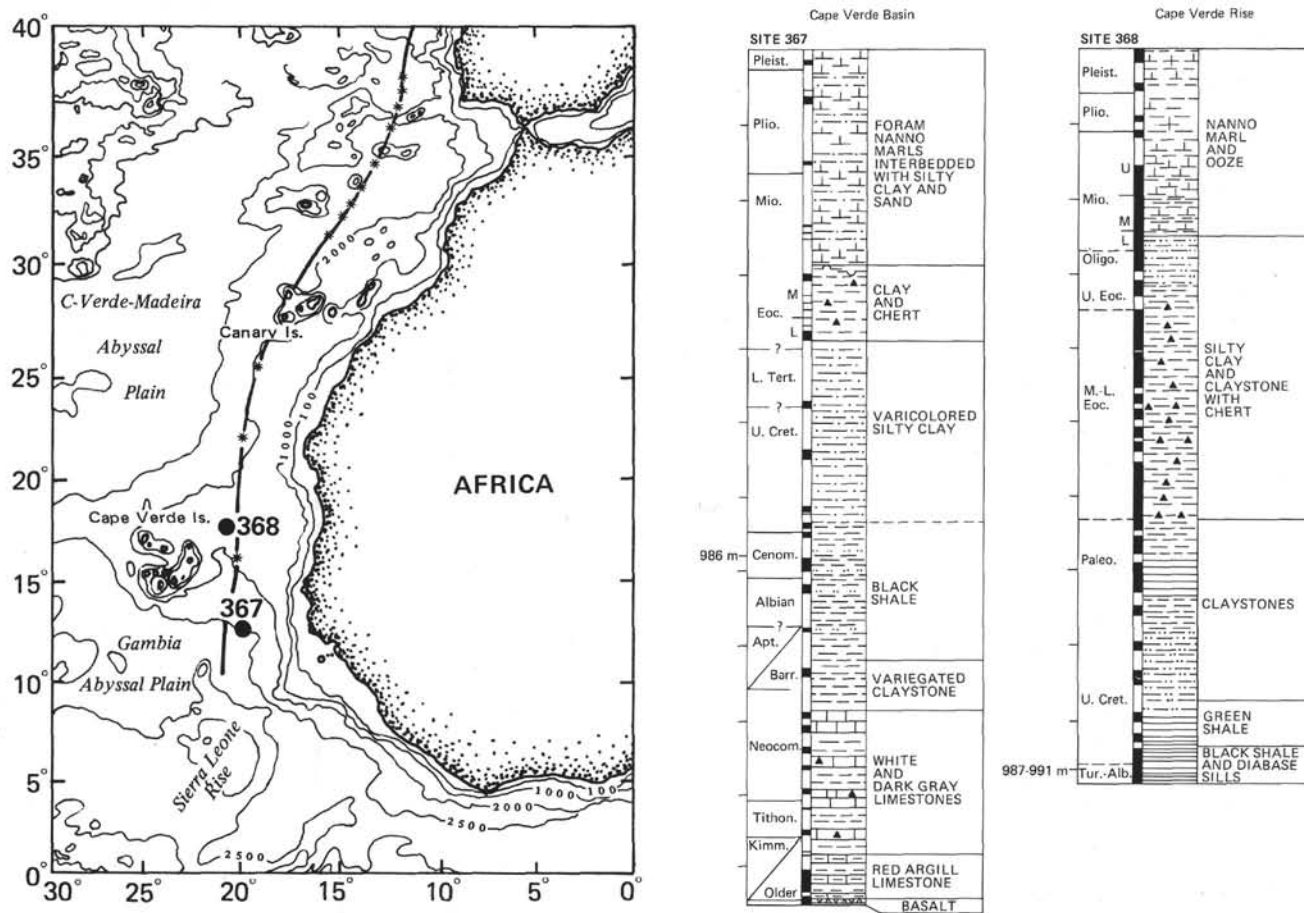 40°
35°
30°
25°
20°
15°
10°
5°
0°
30°
25°
20°
15°
10°
5°
0°
C-Verde-Madeira
Abyssal
Plain
Canary Is.
2000
1000
100
AFRICA
Cape Verde Is.
368
367
Gambia
Abyssal Plain
Sierra Leone
Rise
1000
100
2000
2500
2500
Cape Verde Basin
SITE 367
Pleist.
Plio.
Mio.
M
Eoc.
L
?
L. Tert.
?
U. Cret.
986 m
Cenom.
Albian
?
Apt.
Barr.
Neocom.
Tithon.
Kimm.
Older
FORAM
NANNO
MARLS
INTERBEDDED
WITH SILTY
CLAY AND
SAND
CLAY
AND
CHERT
VARICOLORED
SILTY CLAY
BLACK
SHALE
VARIEGATED
CLAYSTONE
WHITE
AND
DARK GRAY
LIMESTONES
RED ARGILL
LIMESTONE
BASALT
Cape Verde Rise
SITE 368
Pleist.
Plio.
U
Mio.
M
L
Oligo.
U. Eoc.
M.-L.
Eoc.
Paleo.
U. Cret.
987-991 m
Tur.-Alb.
NANNO
MARL
AND
OOZE
SILTY
CLAY
AND
CLAYSTONE
WITH
CHERT
CLAYSTONES
GREEN
SHALE
BLACK SHALE
AND DIABASE
SILLS